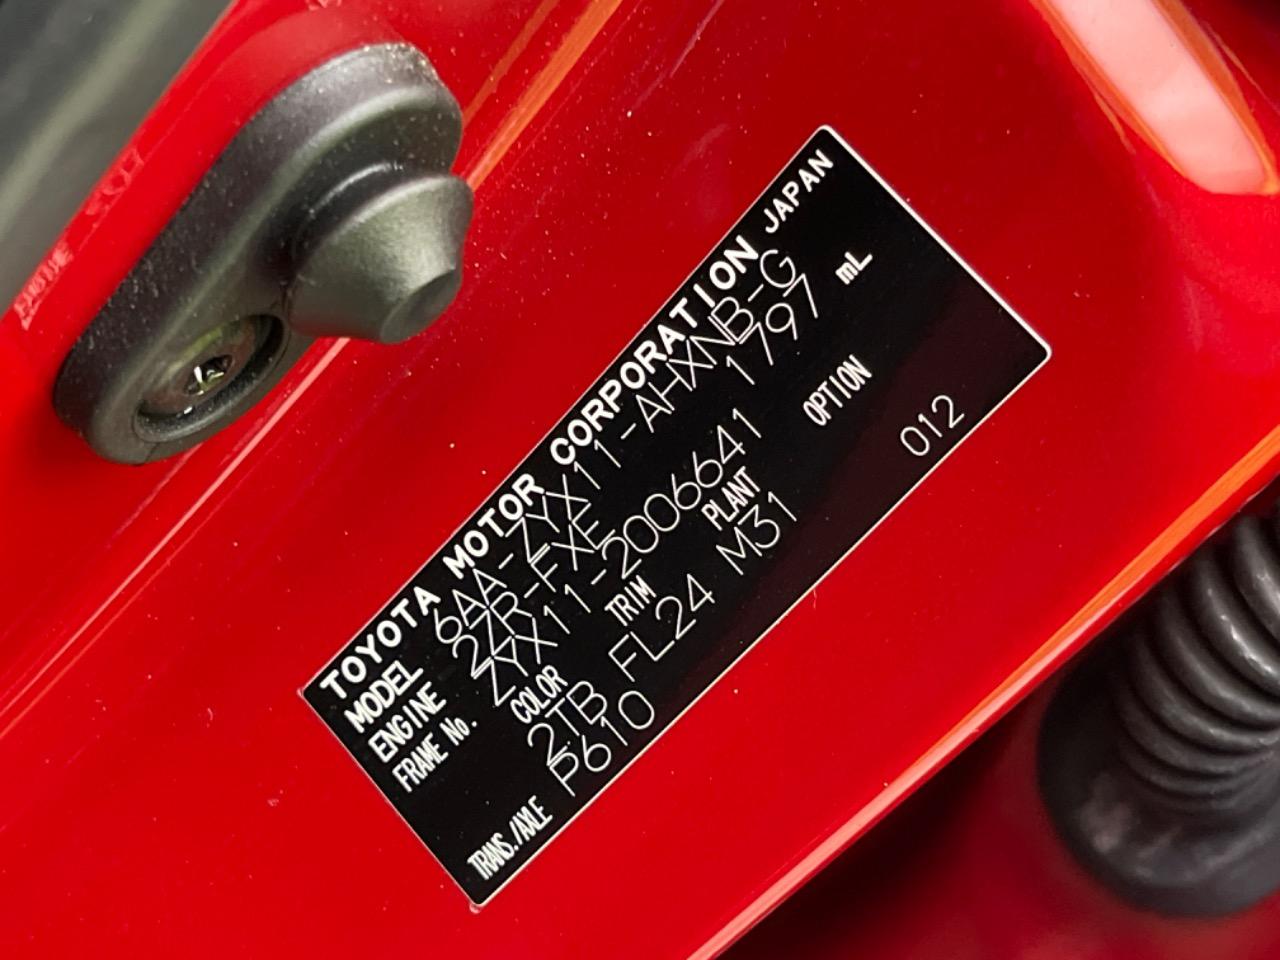 TOYOTA MOTOR CORPORATION JAPAN
MODEL 6AA-ZYX11-AHXNB-G
ENGINE 2ZR-FXE 1797 mL
FRAME No. ZYX11-2006641
COLOR TRIM PLANT OPTION
2TB FL24 M31 012
TRANS./AXLE P610